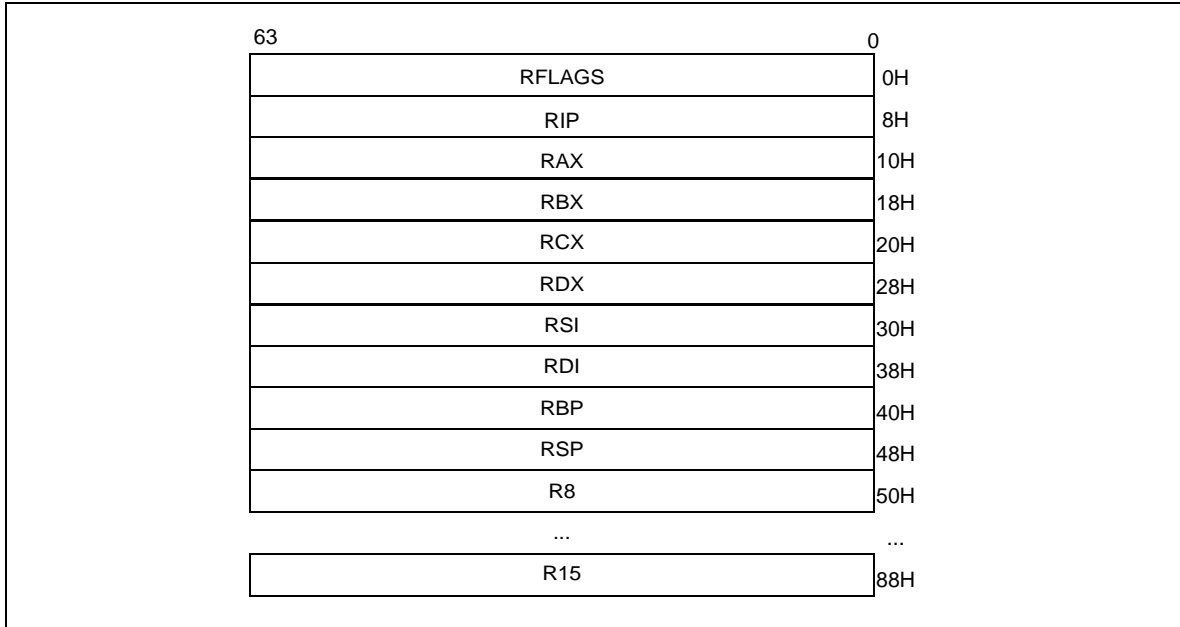 63 0
RFLAGS 0H
RIP 8H
RAX 10H
RBX 18H
RCX 20H
RDX 28H
RSI 30H
RDI 38H
RBP 40H
RSP 48H
R8 50H
... ...
R15 88H